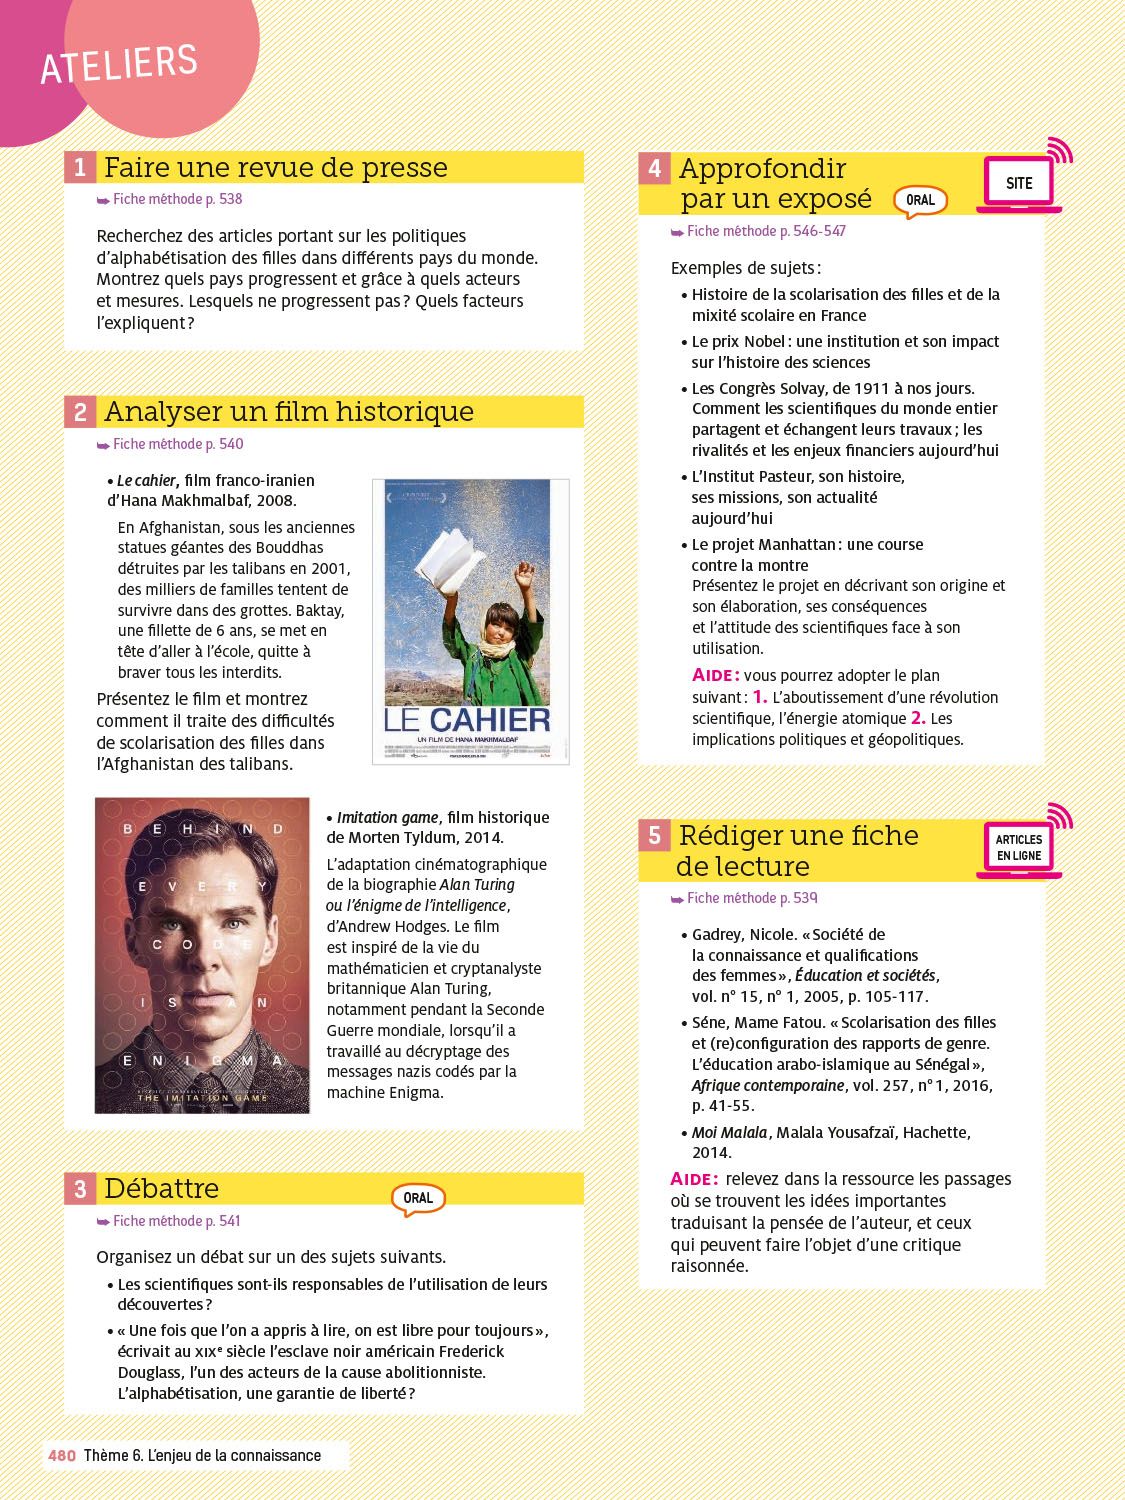 ATELIERS
1 Faire une revue de presse
Fiche méthode p. 538
Recherchez des articles portant sur les politiques
d'alphabétisation des filles dans différents pays du monde.
Montrez quels pays progressent et grâce à quels acteurs
et mesures. Lesquels ne progressent pas ? Quels facteurs
l'expliquent ?
2 Analyser un film historique
Fiche méthode p. 540
• Le cahier, film franco-iranien
d'Hana Makhmalbaf, 2008.
En Afghanistan, sous les anciennes
statues géantes des Bouddhas
détruites par les talibans en 2001,
des milliers de familles tentent de
survivre dans des grottes. Baktay,
une fillette de 6 ans, se met en
tête d'aller à l'école, quitte à
braver tous les interdits.
Présentez le film et montrez
comment il traite des difficultés
de scolarisation des filles dans
l'Afghanistan des talibans.
LE CAHIER
UN FILM DE HANA MAKHMALBAF
BEHIND
EVERY
CODE
IS AN
ENIGMA
THE IMITATION GAME
• Imitation game, film historique
de Morten Tyldum, 2014.
L'adaptation cinématographique
de la biographie Alan Turing
ou l'énigme de l'intelligence,
d'Andrew Hodges. Le film
est inspiré de la vie du
mathématicien et cryptanalyste
britannique Alan Turing,
notamment pendant la Seconde
Guerre mondiale, lorsqu'il a
travaillé au décryptage des
messages nazis codés par la
machine Enigma.
3 Débattre
ORAL
Fiche méthode p. 541
Organisez un débat sur un des sujets suivants.
• Les scientifiques sont-ils responsables de l'utilisation de leurs
découvertes ?
• « Une fois que l'on a appris à lire, on est libre pour toujours »,
écrivait au XIXe siècle l'esclave noir américain Frederick
Douglass, l'un des acteurs de la cause abolitionniste.
L'alphabétisation, une garantie de liberté ?
4 Approfondir
par un exposé
ORAL
SITE
Fiche méthode p. 546-547
Exemples de sujets :
• Histoire de la scolarisation des filles et de la
mixité scolaire en France
• Le prix Nobel : une institution et son impact
sur l'histoire des sciences
• Les Congrès Solvay, de 1911 à nos jours.
Comment les scientifiques du monde entier
partagent et échangent leurs travaux ; les
rivalités et les enjeux financiers aujourd'hui
• L'Institut Pasteur, son histoire,
ses missions, son actualité
aujourd'hui
• Le projet Manhattan : une course
contre la montre
Présentez le projet en décrivant son origine et
son élaboration, ses conséquences
et l'attitude des scientifiques face à son
utilisation.
AIDE : vous pourrez adopter le plan
suivant : 1. L'aboutissement d'une révolution
scientifique, l'énergie atomique 2. Les
implications politiques et géopolitiques.
5 Rédiger une fiche
de lecture
ARTICLES
EN LIGNE
Fiche méthode p. 539
• Gadrey, Nicole. « Société de
la connaissance et qualifications
des femmes », Éducation et sociétés,
vol. n° 15, n° 1, 2005, p. 105-117.
• Séne, Mame Fatou. « Scolarisation des filles
et (re)configuration des rapports de genre.
L'éducation arabo-islamique au Sénégal »,
Afrique contemporaine, vol. 257, n° 1, 2016,
p. 41-55.
• Moi Malala, Malala Yousafzaï, Hachette,
2014.
AIDE : relevez dans la ressource les passages
où se trouvent les idées importantes
traduisant la pensée de l'auteur, et ceux
qui peuvent faire l'objet d'une critique
raisonnée.
480 Thème 6. L'enjeu de la connaissance